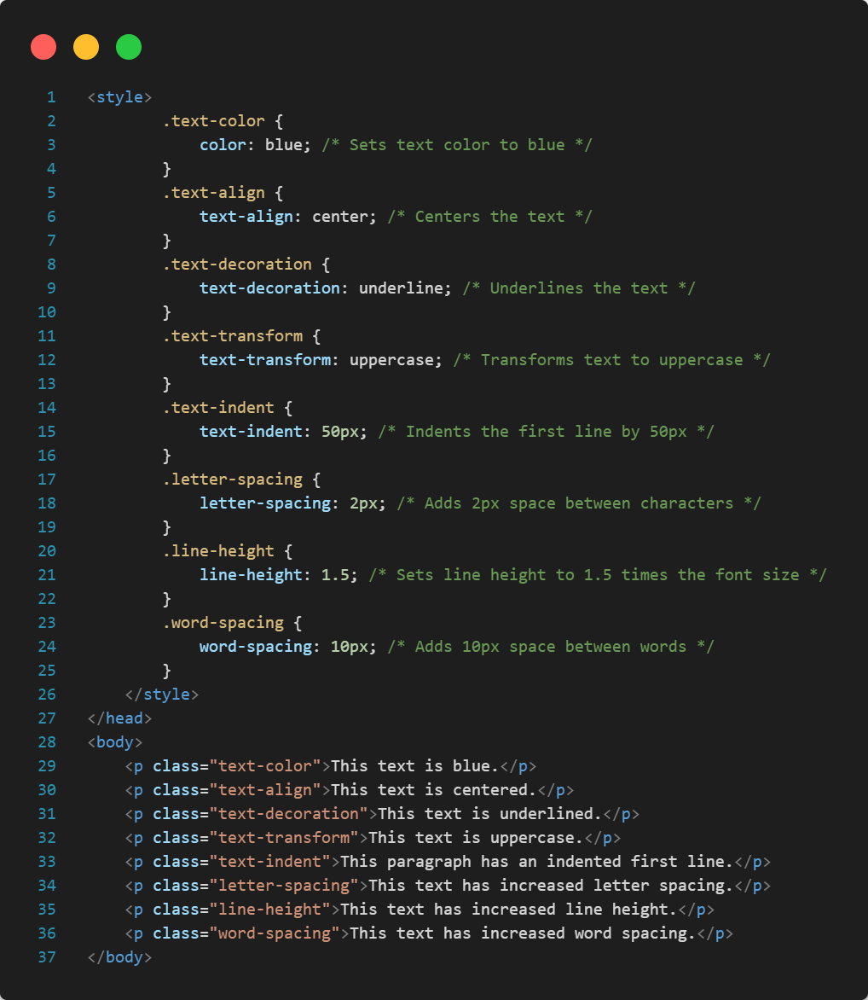 1 <style>
2 .text-color {
3 color: blue; /* Sets text color to blue */
4 }
5 .text-align {
6 text-align: center; /* Centers the text */
7 }
8 .text-decoration {
9 text-decoration: underline; /* Underlines the text */
10 }
11 .text-transform {
12 text-transform: uppercase; /* Transforms text to uppercase */
13 }
14 .text-indent {
15 text-indent: 50px; /* Indents the first line by 50px */
16 }
17 .letter-spacing {
18 letter-spacing: 2px; /* Adds 2px space between characters */
19 }
20 .line-height {
21 line-height: 1.5; /* Sets line height to 1.5 times the font size */
22 }
23 .word-spacing {
24 word-spacing: 10px; /* Adds 10px space between words */
25 }
26 </style>
27 </head>
28 <body>
29 <p class="text-color">This text is blue.</p>
30 <p class="text-align">This text is centered.</p>
31 <p class="text-decoration">This text is underlined.</p>
32 <p class="text-transform">This text is uppercase.</p>
33 <p class="text-indent">This paragraph has an indented first line.</p>
34 <p class="letter-spacing">This text has increased letter spacing.</p>
35 <p class="line-height">This text has increased line height.</p>
36 <p class="word-spacing">This text has increased word spacing.</p>
37 </body>